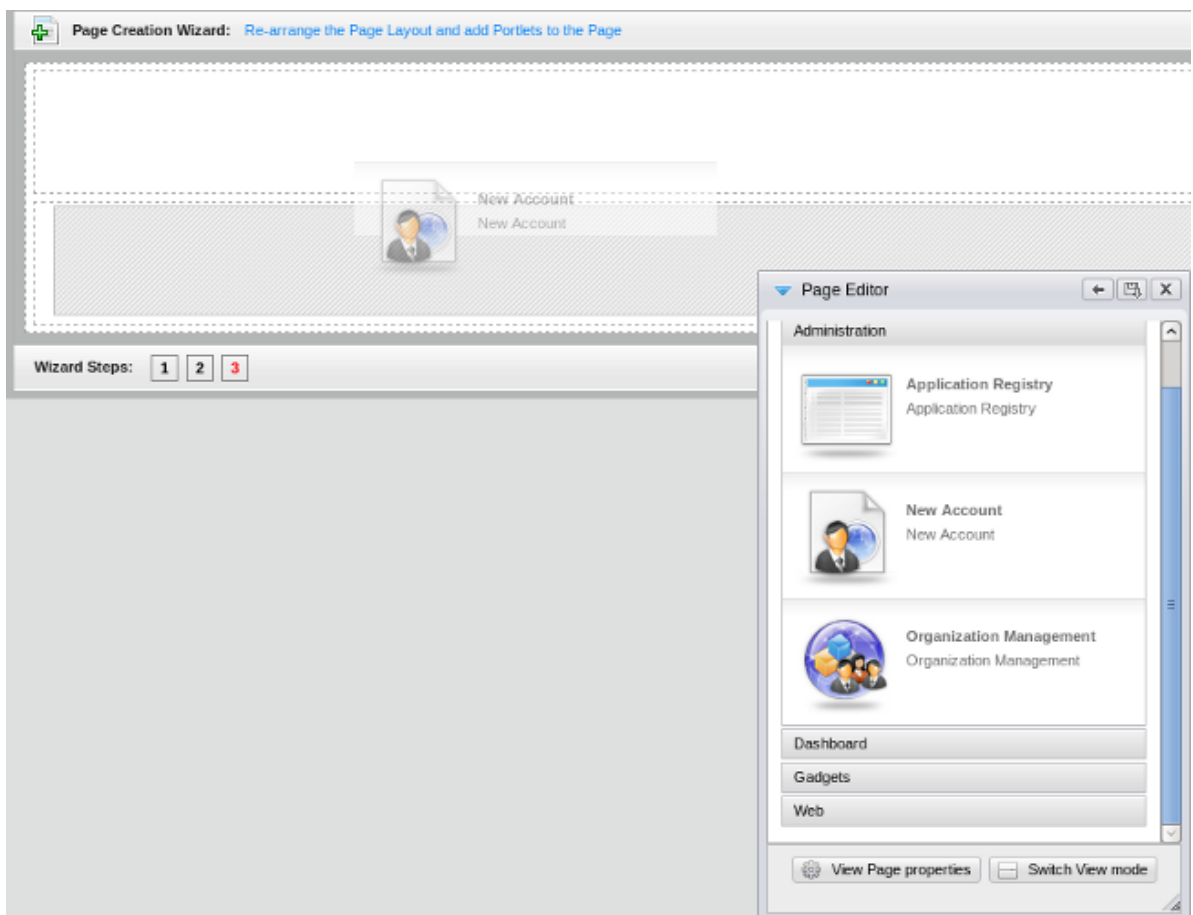 Page Creation Wizard: Re-arrange the Page Layout and add Portlets to the Page
New Account
New Account
Page Editor
Administration
Wizard Steps: 1 2 3
Application Registry
Application Registry
New Account
New Account
Organization Management
Organization Management
Dashboard
Gadgets
Web
View Page properties Switch View mode